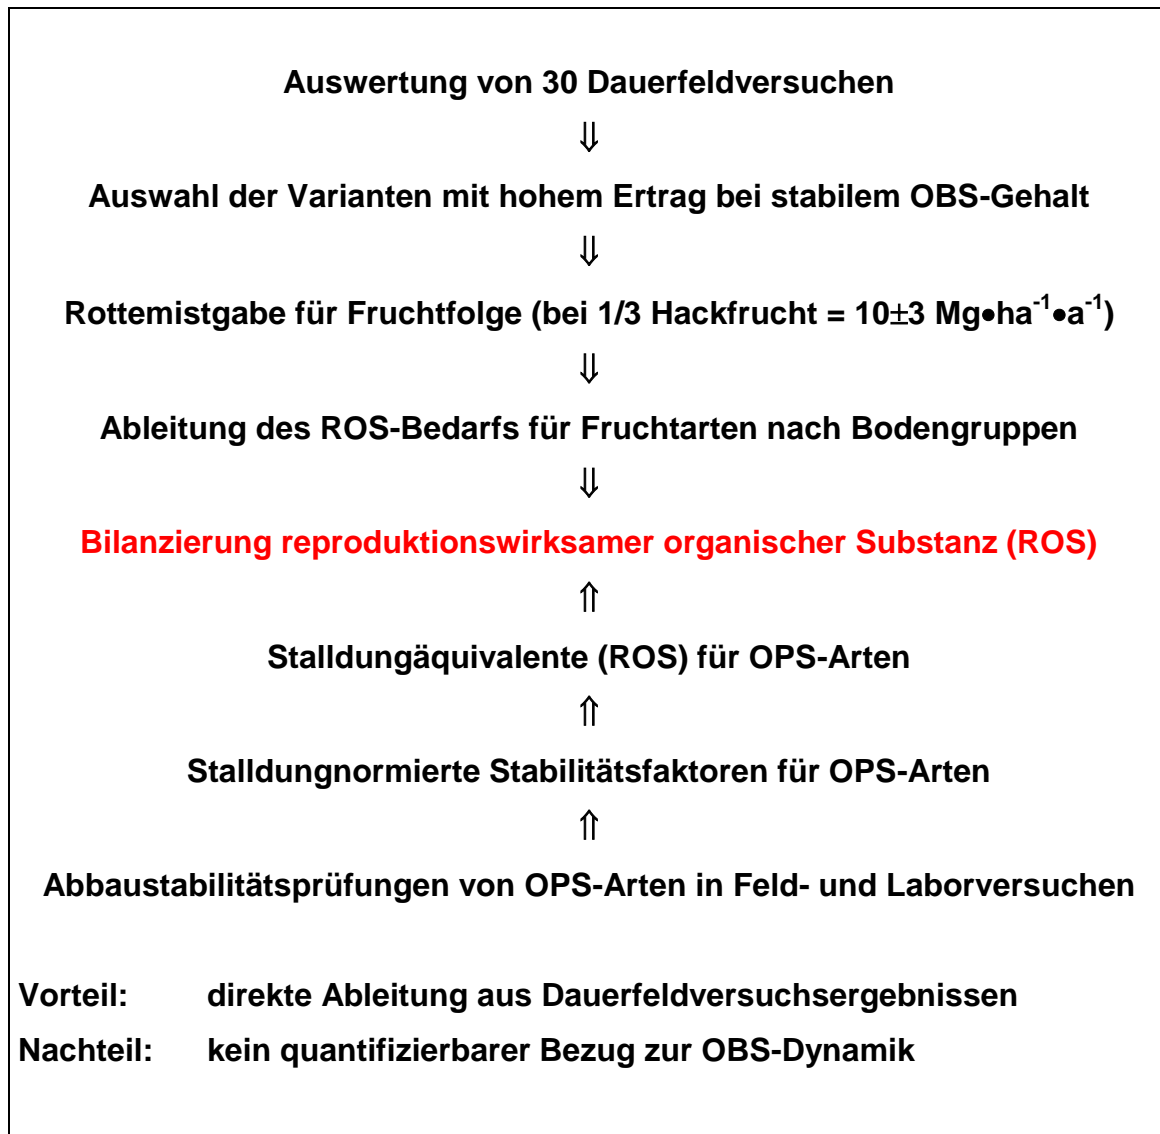 Auswertung von 30 Dauerfeldversuchen
⇓
Auswahl der Varianten mit hohem Ertrag bei stabilem OBS-Gehalt
⇓
Rottemistgabe für Fruchtfolge (bei 1/3 Hackfrucht = 10±3 Mg•ha⁻¹•a⁻¹)
⇓
Ableitung des ROS-Bedarfs für Fruchtarten nach Bodengruppen
⇓
Bilanzierung reproduktionswirksamer organischer Substanz (ROS)
⇑
Stalldungäquivalente (ROS) für OPS-Arten
⇑
Stalldungnormierte Stabilitätsfaktoren für OPS-Arten
⇑
Abbaustabilitätsprüfungen von OPS-Arten in Feld- und Laborversuchen
Vorteil: direkte Ableitung aus Dauerfeldversuchsergebnissen
Nachteil: kein quantifizierbarer Bezug zur OBS-Dynamik